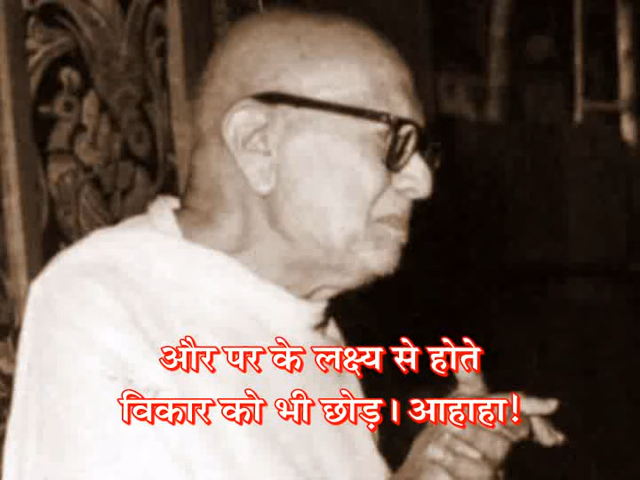 और पर के लक्ष्य से होते
विकार को भी छोड़। आहाहा!